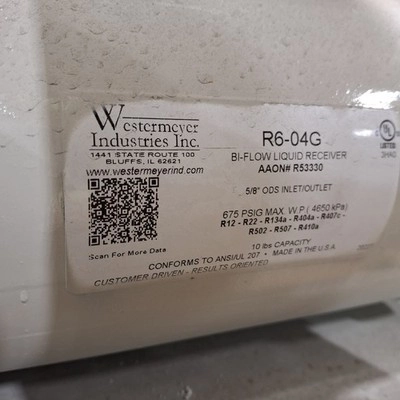 Westermeyer
Industries Inc.
1441 STATE ROUTE 100
BLUFFS, IL 62621
www.westermeyerind.com
Scan For More Data
R6-04G
BI-FLOW LIQUID RECEIVER
AAON# R53330
5/8" ODS INLET/OUTLET
675 PSIG MAX. W.P ( 4650 kPa)
R12 - R22 - R134a - R404a - R407c -
R502 - R507 - R410a
10 lbs CAPACITY
CONFORMS TO ANSI/UL 207 • MADE IN THE U.S.A.
CUSTOMER DRIVEN - RESULTS ORIENTED
UL
LISTED